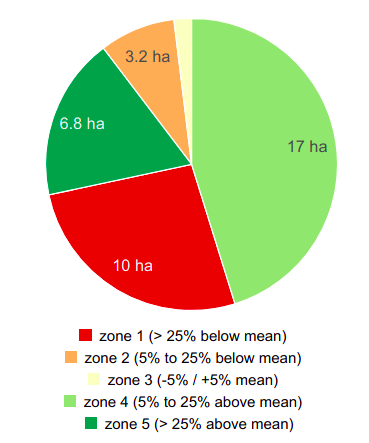 3.2 ha
6.8 ha
17 ha
10 ha
zone 1 (> 25% below mean)
zone 2 (5% to 25% below mean)
zone 3 (-5% / +5% mean)
zone 4 (5% to 25% above mean)
zone 5 (> 25% above mean)